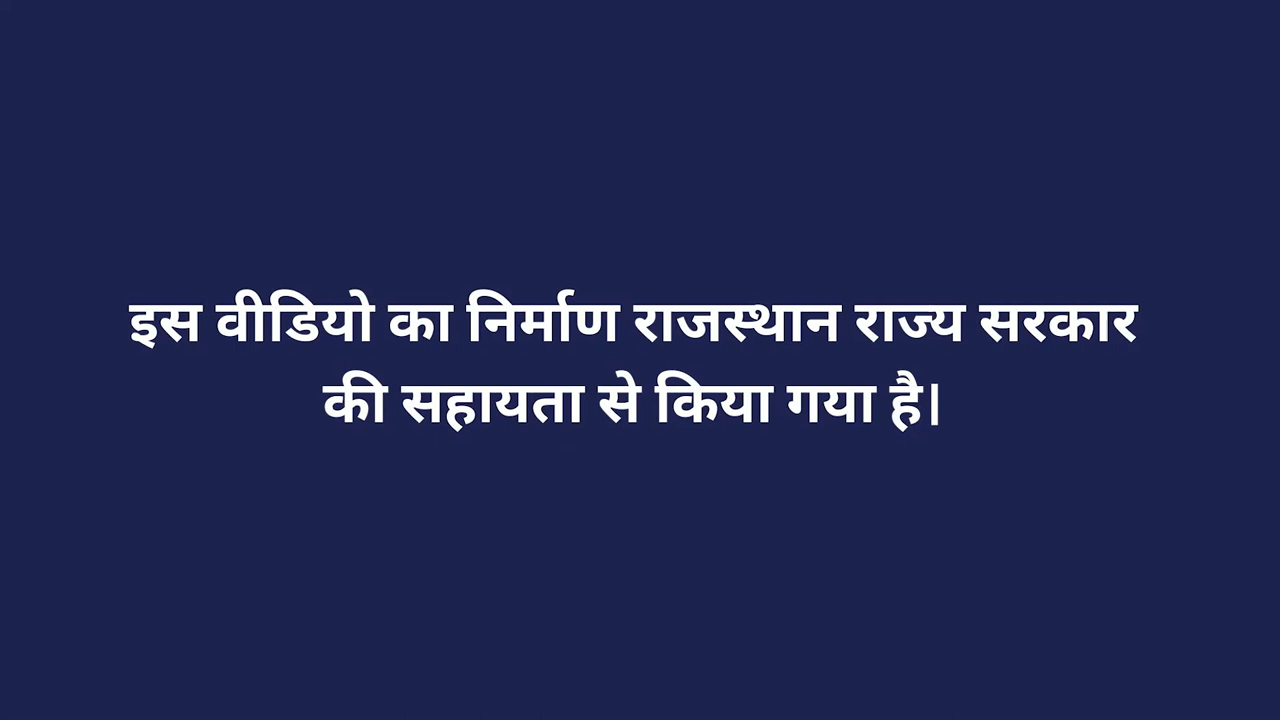 इस वीडियो का निर्माण राजस्थान राज्य सरकार
की सहायता से किया गया है।